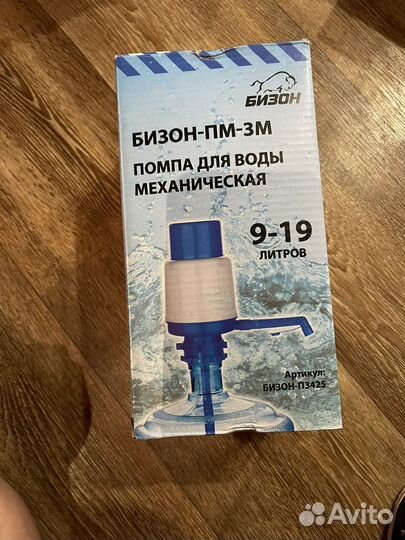 БИЗОН
БИЗОН-ПМ-3М
ПОМПА ДЛЯ ВОДЫ
МЕХАНИЧЕСКАЯ
9-19
ЛИТРОВ
Артикул:
БИЗОН-П3425
Avito